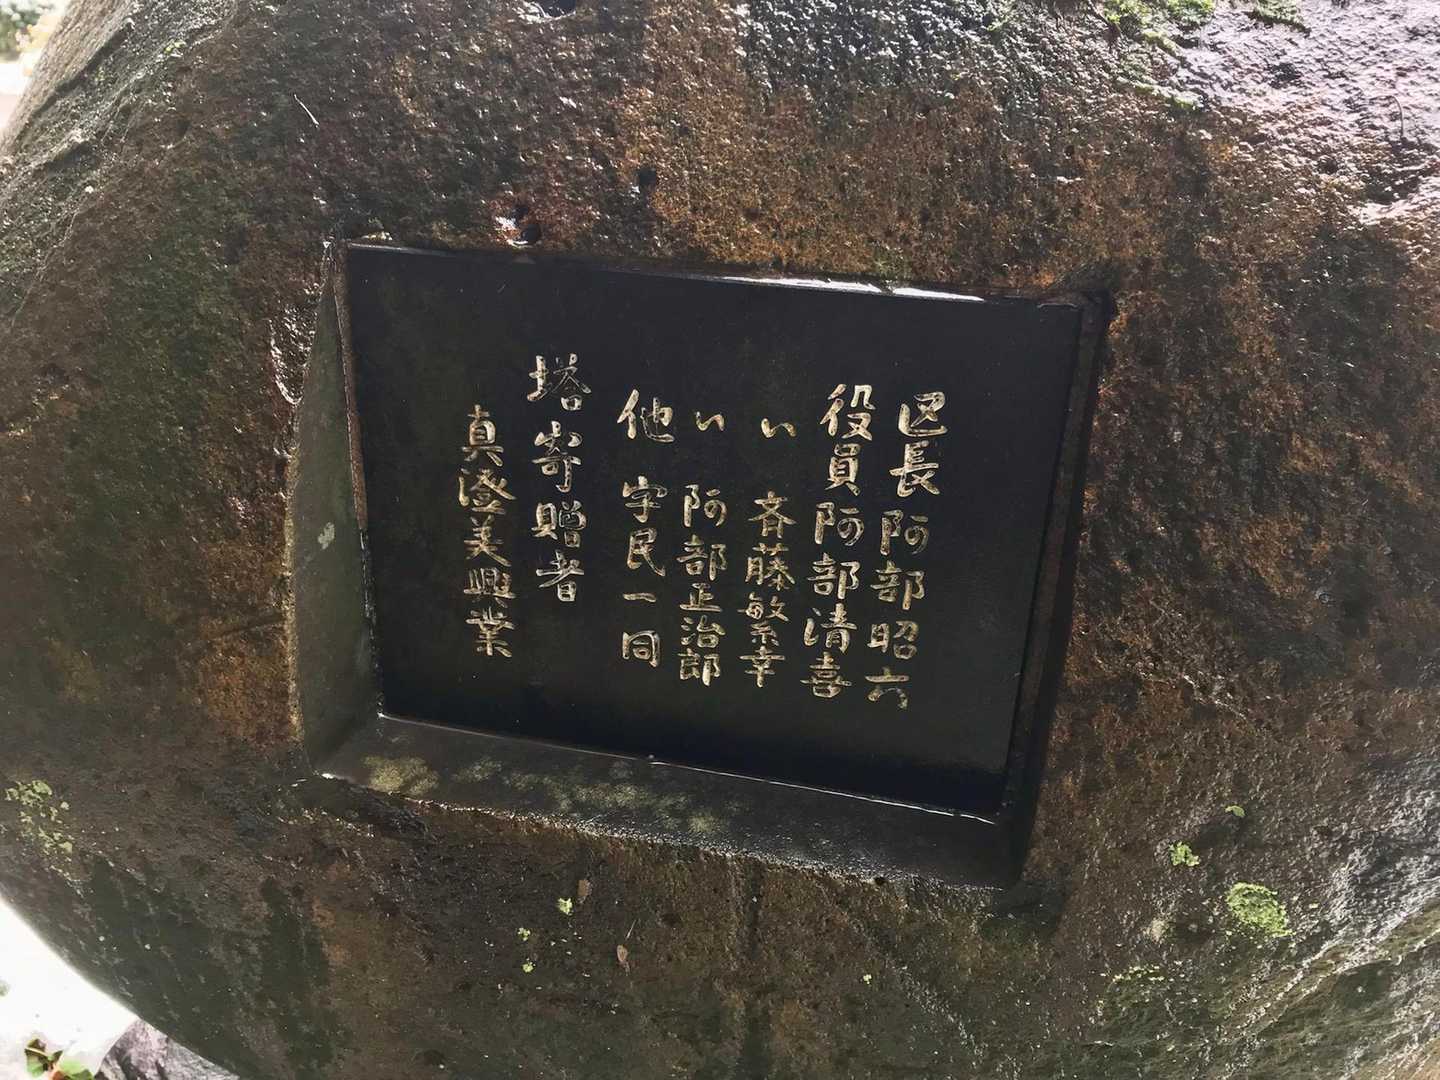 区長 阿部昭六
役員 阿部清喜
〃 斉藤繁幸
〃 阿部正治郎
他 字民一同
塔寄贈者
真澄美興業